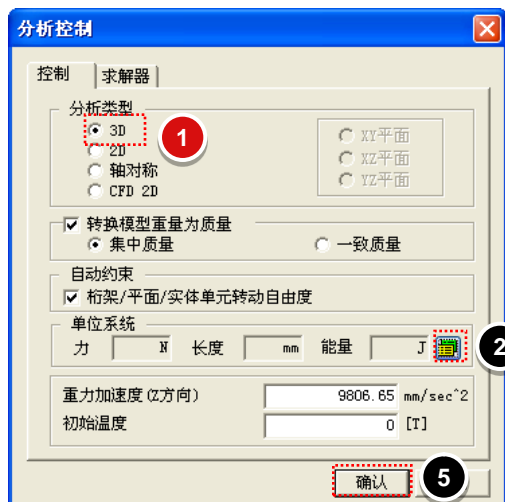 分析控制
控制 求解器
分析类型
3D
1
2D
轴对称
CFD 2D
XY平面
XZ平面
YZ平面
转换模型重量为质量
集中质量 一致质量
自动约束
桁架/平面/实体单元转动自由度
单位系统
力 N 长度 mm 能量 J 2
重力加速度(Z方向) 9806.65 mm/sec^2
初始温度 0 [T]
确认 5